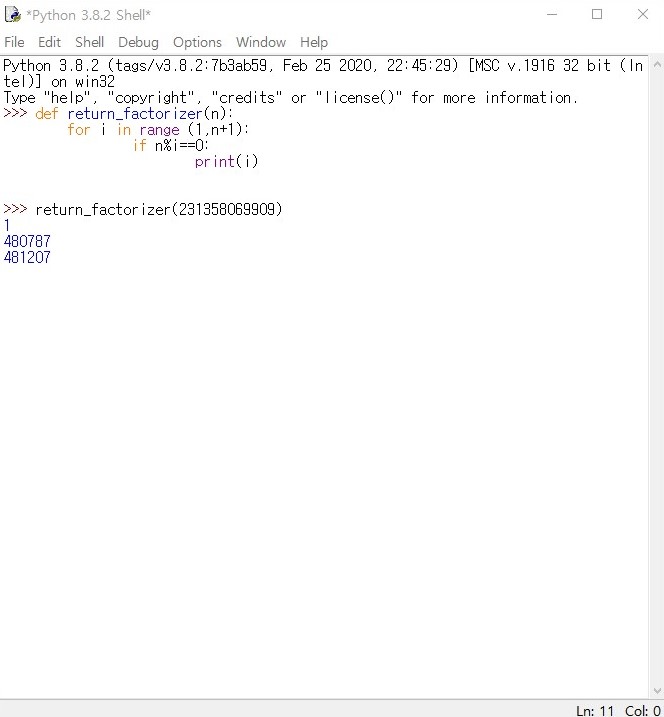 *Python 3.8.2 Shell*
File Edit Shell Debug Options Window Help
Python 3.8.2 (tags/v3.8.2:7b3ab59, Feb 25 2020, 22:45:29) [MSC v.1916 32 bit (In
tel)] on win32
Type "help", "copyright", "credits" or "license()" for more information.
>>> def return_factorizer(n):
        for i in range (1,n+1):
                if n%i==0:
                        print(i)
>>> return_factorizer(231358069909)
1
480787
481207
Ln: 11 Col: 0